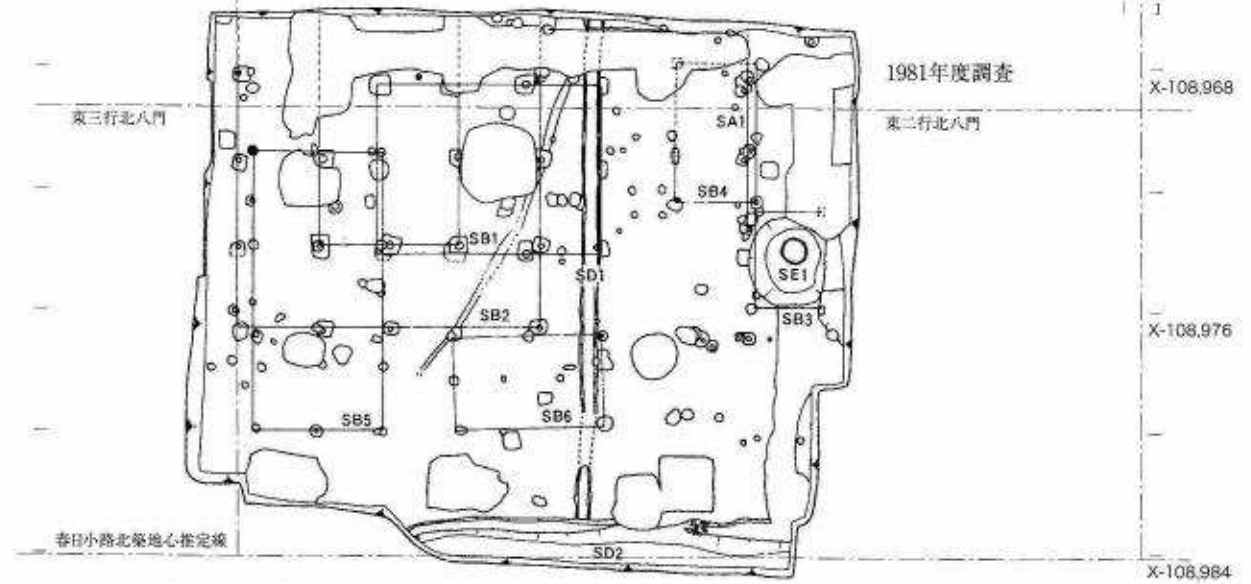 1981年度調査
X-108,968
東三行北八門
東二行北八門
SA1
SB4
SB1
SD1
SE1
SB2
SB3
X-108,976
SB5
SB6
春日小路北築地心推定線
SD2
X-108,984